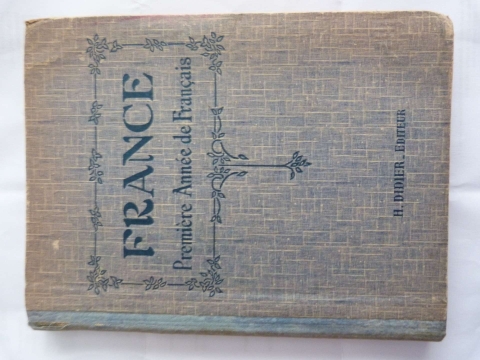 FRANCE
Première Année de Français
H. DIDIER. EDITEUR